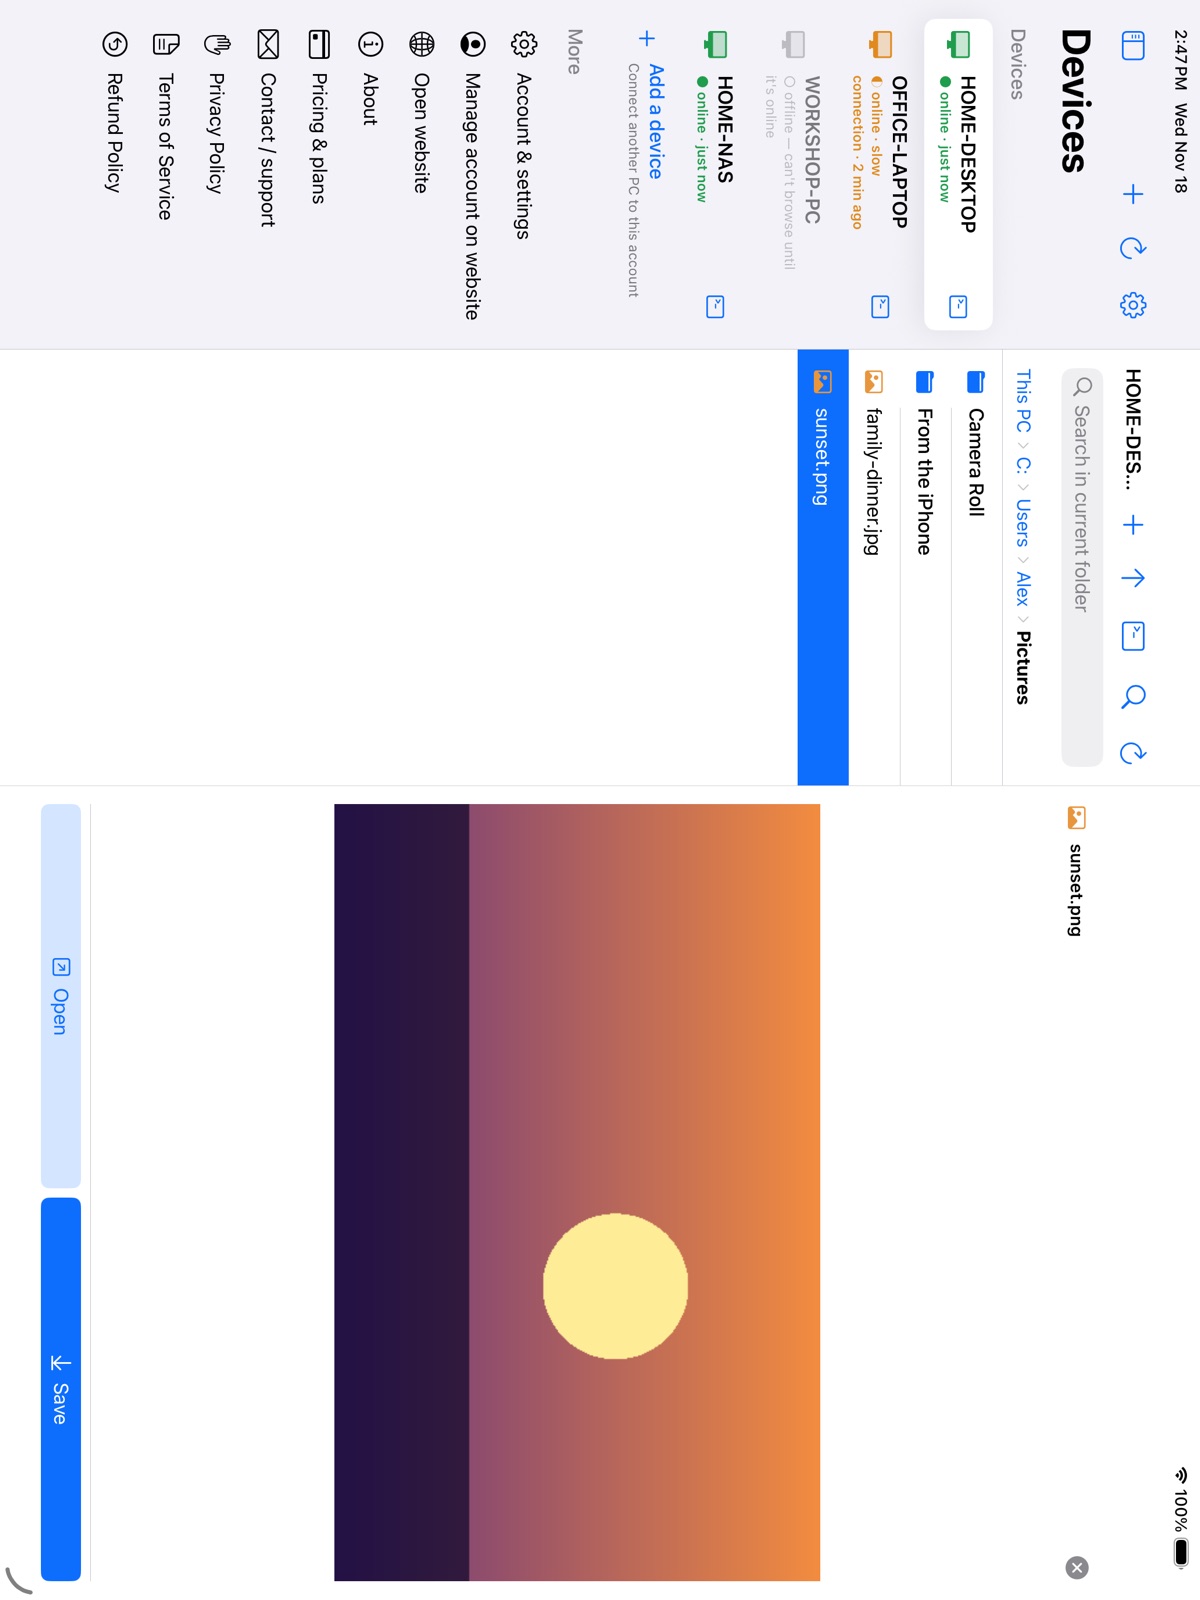 2:47 PM Wed Nov 18
100%
Devices
Devices
HOME-DESKTOP
online · just now
OFFICE-LAPTOP
online · slow
connection · 2 min ago
WORKSHOP-PC
offline — can't browse until
it's online
HOME-NAS
online · just now
Add a device
Connect another PC to this account
More
Account & settings
Manage account on website
Open website
About
Pricing & plans
Contact / support
Privacy Policy
Terms of Service
Refund Policy
HOME-DES...
Search in current folder
This PC > C: > Users > Alex > Pictures
Camera Roll
From the iPhone
family-dinner.jpg
sunset.png
sunset.png
Open
Save